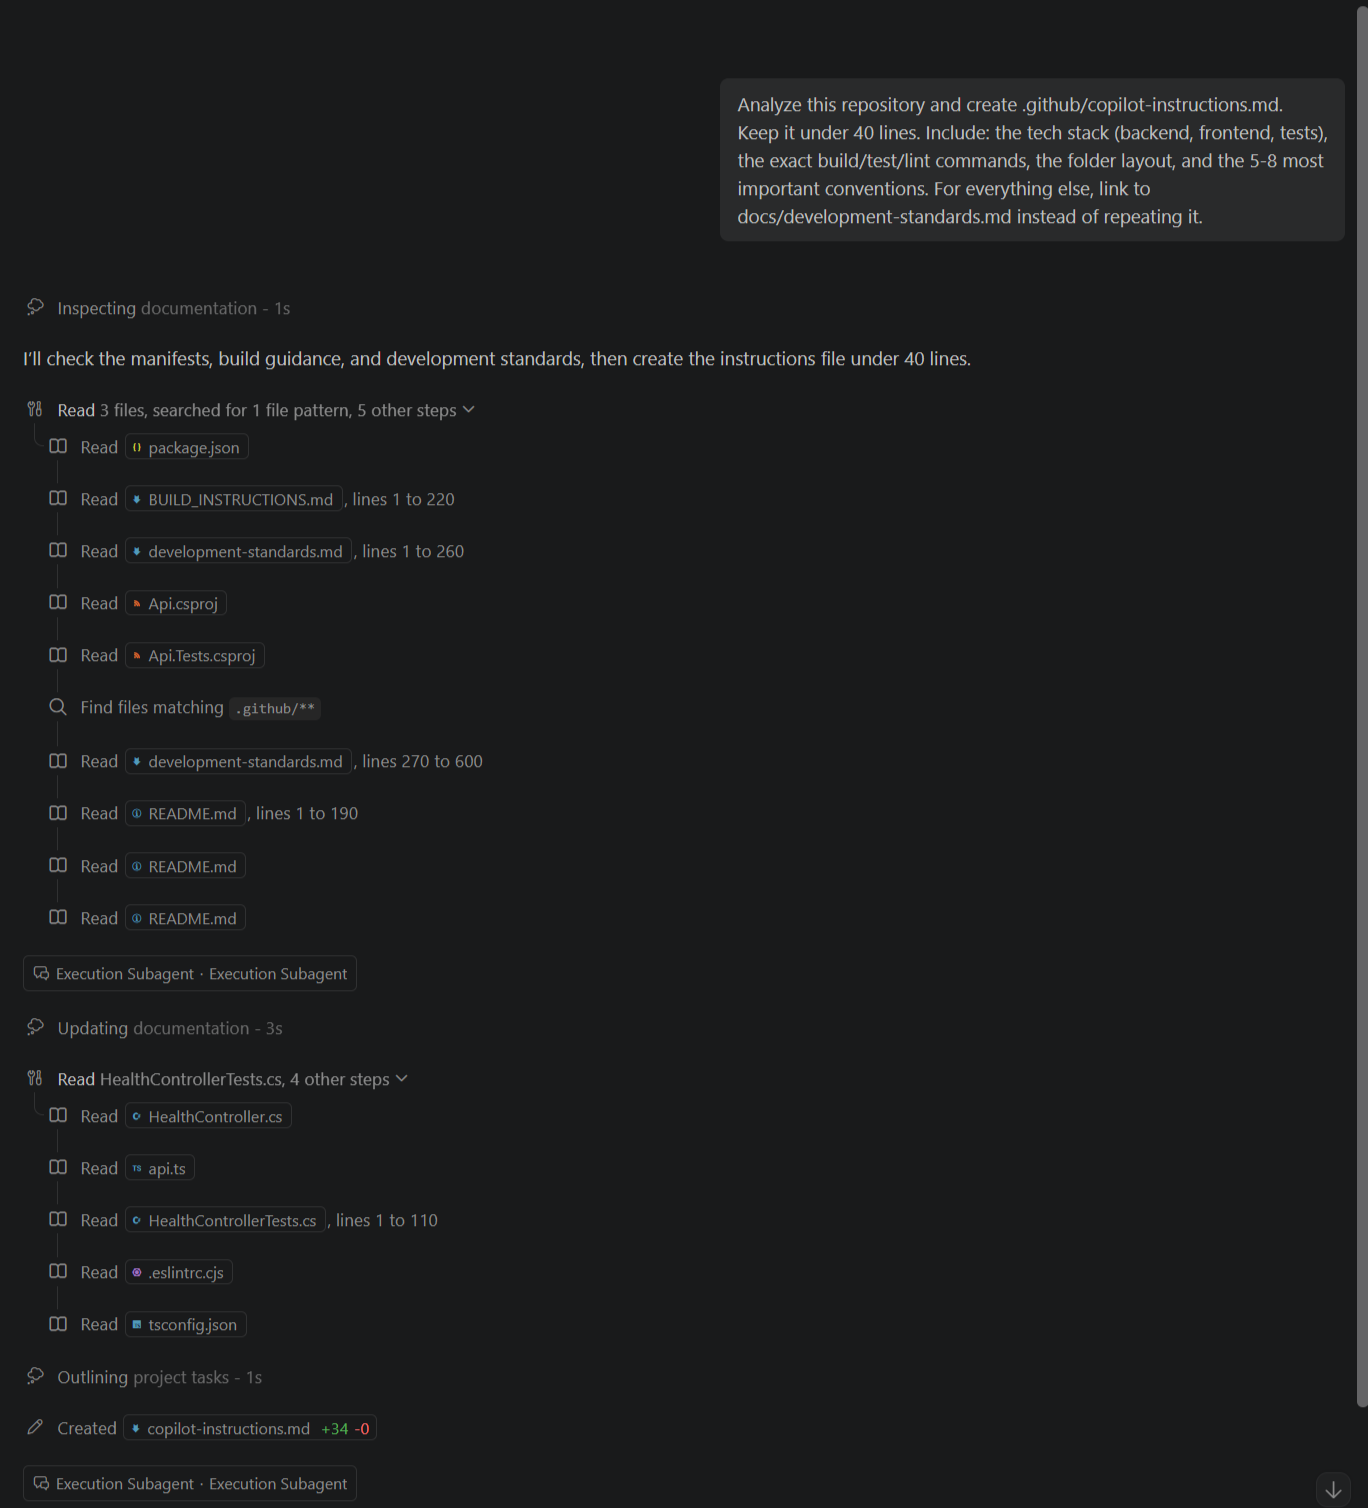 Analyze this repository and create .github/copilot-instructions.md.
Keep it under 40 lines. Include: the tech stack (backend, frontend, tests),
the exact build/test/lint commands, the folder layout, and the 5-8 most
important conventions. For everything else, link to
docs/development-standards.md instead of repeating it.
Inspecting documentation - 1s
I'll check the manifests, build guidance, and development standards, then create the instructions file under 40 lines.
Read 3 files, searched for 1 file pattern, 5 other steps
Read {} package.json
Read BUILD_INSTRUCTIONS.md, lines 1 to 220
Read development-standards.md, lines 1 to 260
Read Api.csproj
Read Api.Tests.csproj
Find files matching .github/**
Read development-standards.md, lines 270 to 600
Read README.md, lines 1 to 190
Read README.md
Read README.md
Execution Subagent · Execution Subagent
Updating documentation - 3s
Read HealthControllerTests.cs, 4 other steps
Read HealthController.cs
Read TS api.ts
Read HealthControllerTests.cs, lines 1 to 110
Read .eslintrc.cjs
Read tsconfig.json
Outlining project tasks - 1s
Created copilot-instructions.md +34 -0
Execution Subagent · Execution Subagent